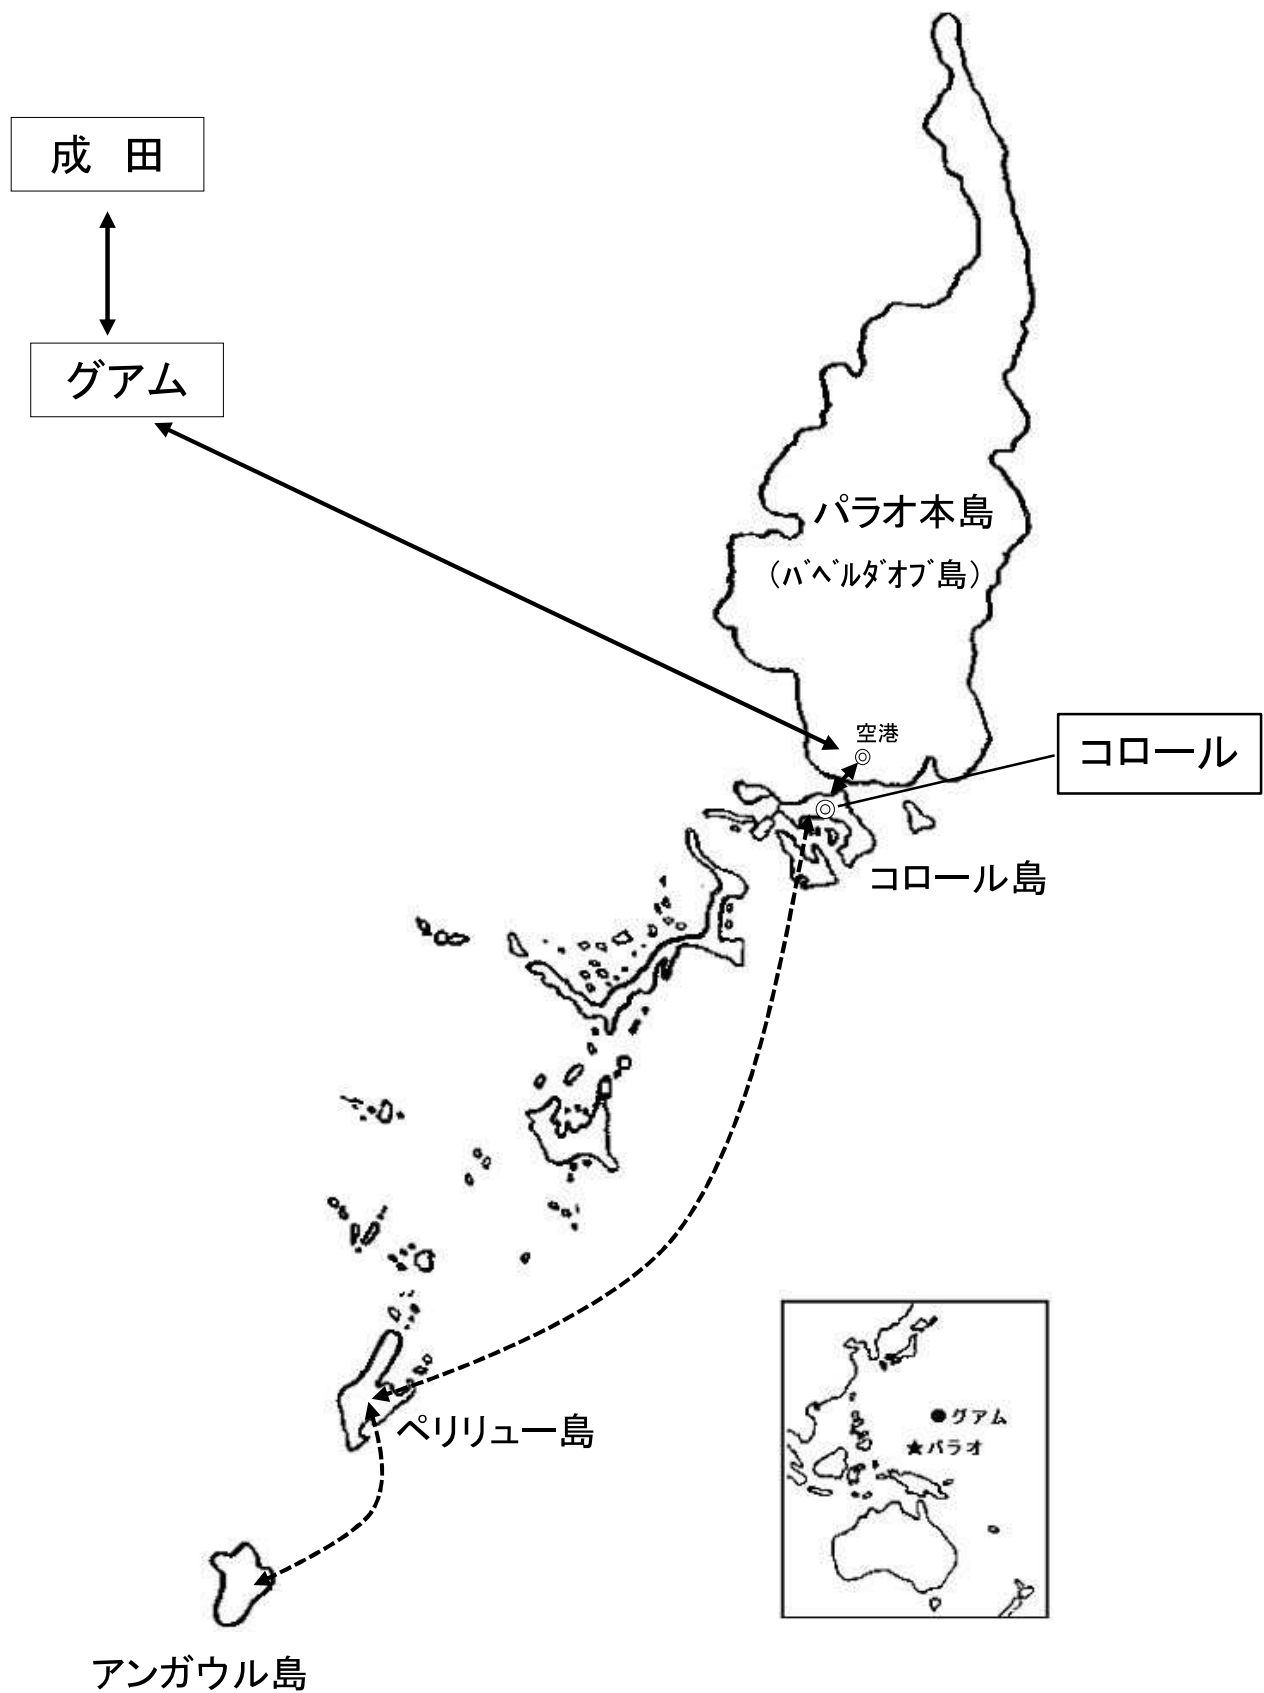 成 田
グアム
パラオ本島
（ﾊﾞﾍﾞﾙﾀﾞｵﾌﾞ島）
空港
コロール
コロール島
ペリリュー島
アンガウル島
●グアム
★パラオ